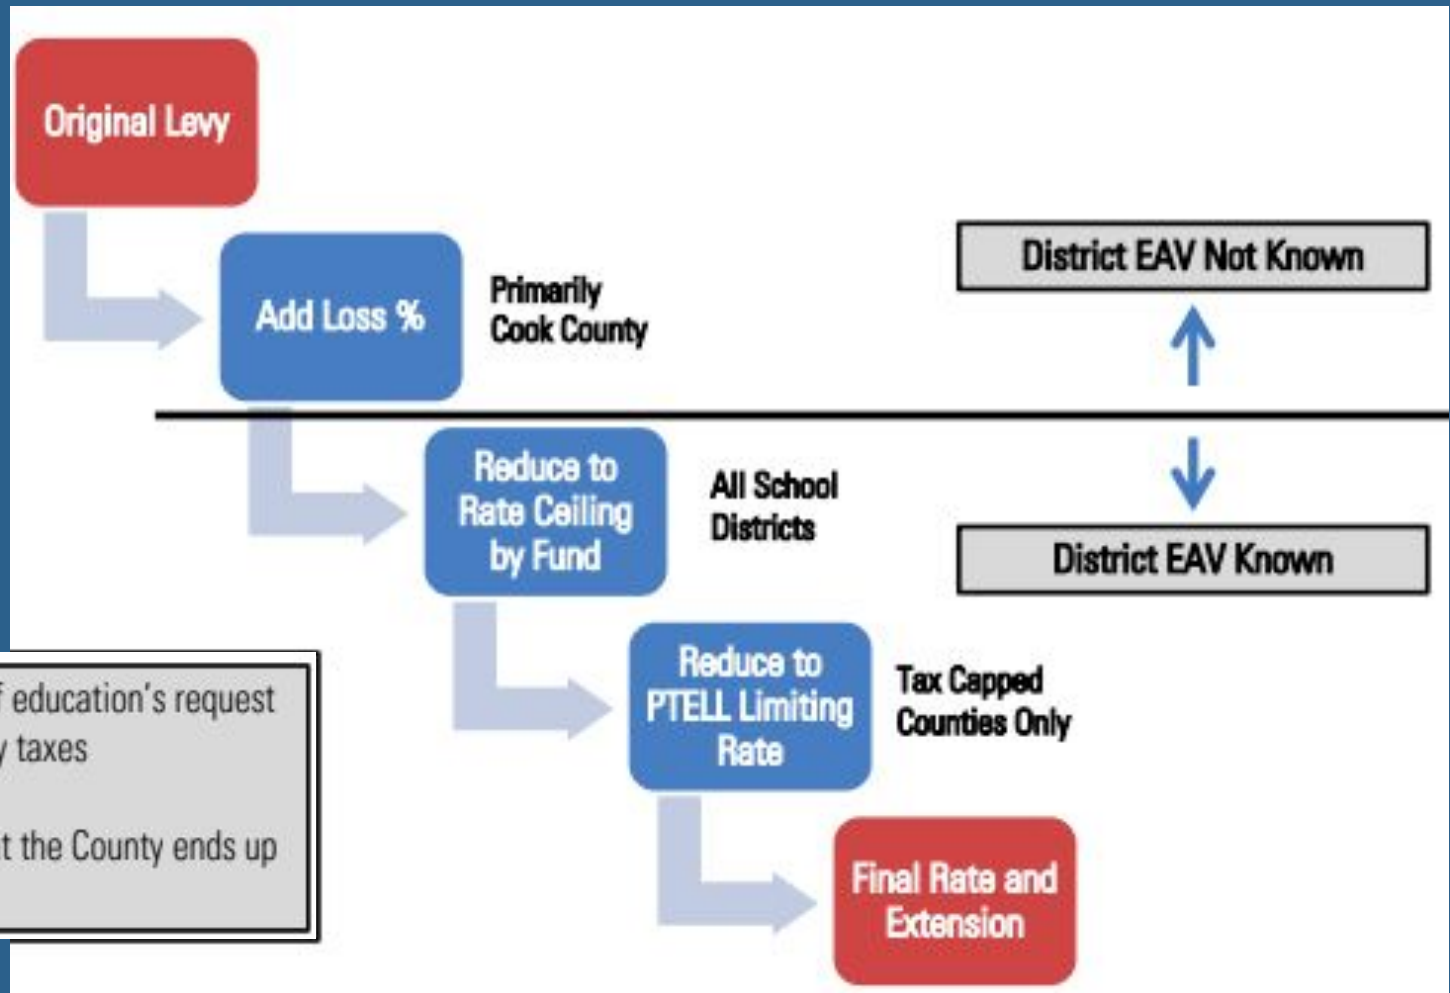 Original Levy
Add Loss %
Primarily
Cook County
District EAV Not Known
Reduce to
Rate Ceiling
by Fund
All School
Districts
District EAV Known
Reduce to
PTELL Limiting
Rate
Tax Capped
Counties Only
education's request
taxes
the County ends up
Final Rate and
Extension